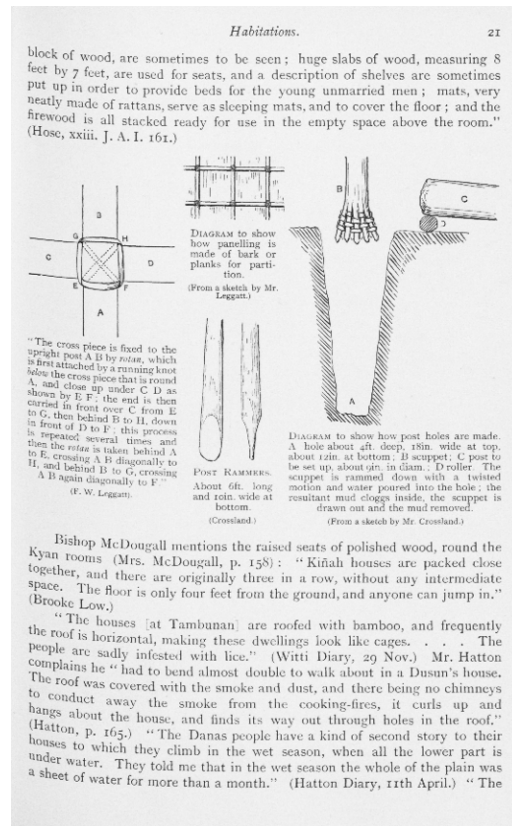 Habitations.
21
block of wood, are sometimes to be seen ; huge slabs of wood, measuring 8
feet by 7 feet, are used for seats, and a description of shelves are sometimes
put up in order to provide beds for the young unmarried men ; mats, very
neatly made of rattans, serve as sleeping mats, and to cover the floor ; and the
firewood is all stacked ready for use in the empty space above the room."
(Hose, xxiii. J. A. I. 161.)
B
G
H
C
D
E
F
A
"The cross piece is fixed to the
upright post A B by rotan, which
is first attached by a running knot
below the cross piece that is round
A, and close up under C D as
shown by E F ; the end is then
carried in front over C from E
to G, then behind B to H, down
in front of D to F ; this process
is repeated several times and
then the rotan is taken behind A
to E, crossing A B diagonally to
H, and behind B to G, crossing
A B again diagonally to F."
(F. W. Leggatt).
DIAGRAM to show
how panelling is
made of bark or
planks for parti-
tion.
(From a sketch by Mr.
Leggatt.)
POST RAMMERS.
About 6ft. long
and 10in. wide at
bottom.
(Crossland.)
B
C
D
A
DIAGRAM to show how post holes are made.
A hole about 4ft. deep, 18in. wide at top,
about 12in. at bottom ; B scuppet ; C post to
be set up, about 9in. in diam. ; D roller. The
scuppet is rammed down with a twisted
motion and water poured into the hole ; the
resultant mud cloggs inside, the scuppet is
drawn out and the mud removed.
(From a sketch by Mr. Crossland.)
Bishop McDougall mentions the raised seats of polished wood, round the
Kyan rooms (Mrs. McDougall, p. 158) : "Kiñah houses are packed close
together, and there are originally three in a row, without any intermediate
space. The floor is only four feet from the ground, and anyone can jump in."
(Brooke Low.)
"The houses [at Tambunan] are roofed with bamboo, and frequently
the roof is horizontal, making these dwellings look like cages. . . . The
people are sadly infested with lice." (Witti Diary, 29 Nov.) Mr. Hatton
complains he "had to bend almost double to walk about in a Dusun's house.
The roof was covered with the smoke and dust, and there being no chimneys
to conduct away the smoke from the cooking-fires, it curls up and
hangs about the house, and finds its way out through holes in the roof."
(Hatton, p. 165.) "The Danas people have a kind of second story to their
houses to which they climb in the wet season, when all the lower part is
under water. They told me that in the wet season the whole of the plain was
a sheet of water for more than a month." (Hatton Diary, 11th April.) "The